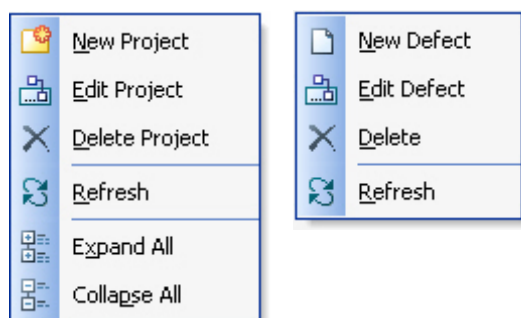 New Project
Edit Project
Delete Project
Refresh
Expand All
Collapse All
New Defect
Edit Defect
Delete
Refresh